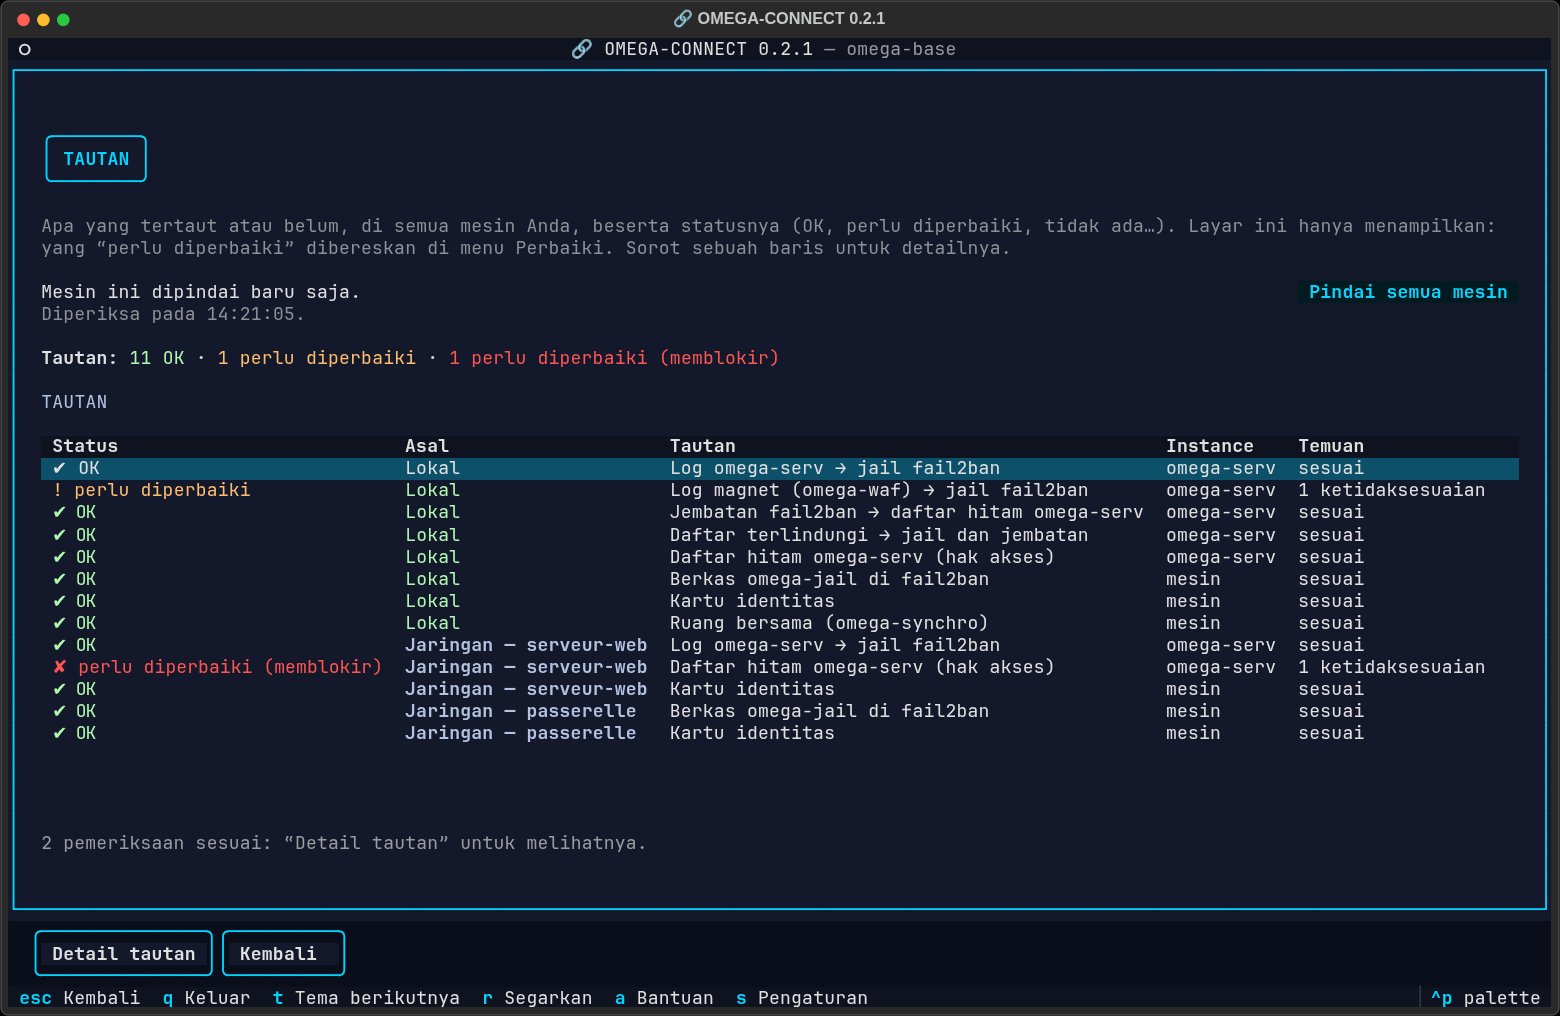 🔗 OMEGA-CONNECT 0.2.1
🔗 OMEGA-CONNECT 0.2.1 — omega-base
TAUTAN
Apa yang tertaut atau belum, di semua mesin Anda, beserta statusnya (OK, perlu diperbaiki, tidak ada…). Layar ini hanya menampilkan:
yang “perlu diperbaiki” dibereskan di menu Perbaiki. Sorot sebuah baris untuk detailnya.
Mesin ini dipindai baru saja.
Pindai semua mesin
Diperiksa pada 14:21:05.
Tautan: 11 OK · 1 perlu diperbaiki · 1 perlu diperbaiki (memblokir)
TAUTAN
Status Asal Tautan Instance Temuan
✔ OK Lokal Log omega-serv → jail fail2ban omega-serv sesuai
! perlu diperbaiki Lokal Log magnet (omega-waf) → jail fail2ban omega-serv 1 ketidaksesuaian
✔ OK Lokal Jembatan fail2ban → daftar hitam omega-serv omega-serv sesuai
✔ OK Lokal Daftar terlindungi → jail dan jembatan omega-serv sesuai
✔ OK Lokal Daftar hitam omega-serv (hak akses) omega-serv sesuai
✔ OK Lokal Berkas omega-jail di fail2ban mesin sesuai
✔ OK Lokal Kartu identitas mesin sesuai
✔ OK Lokal Ruang bersama (omega-synchro) mesin sesuai
✔ OK Jaringan — serveur-web Log omega-serv → jail fail2ban omega-serv sesuai
✘ perlu diperbaiki (memblokir) Jaringan — serveur-web Daftar hitam omega-serv (hak akses) omega-serv 1 ketidaksesuaian
✔ OK Jaringan — serveur-web Kartu identitas mesin sesuai
✔ OK Jaringan — passerelle Berkas omega-jail di fail2ban mesin sesuai
✔ OK Jaringan — passerelle Kartu identitas mesin sesuai
2 pemeriksaan sesuai: “Detail tautan” untuk melihatnya.
Detail tautan Kembali
esc Kembali q Keluar t Tema berikutnya r Segarkan a Bantuan s Pengaturan ^p palette